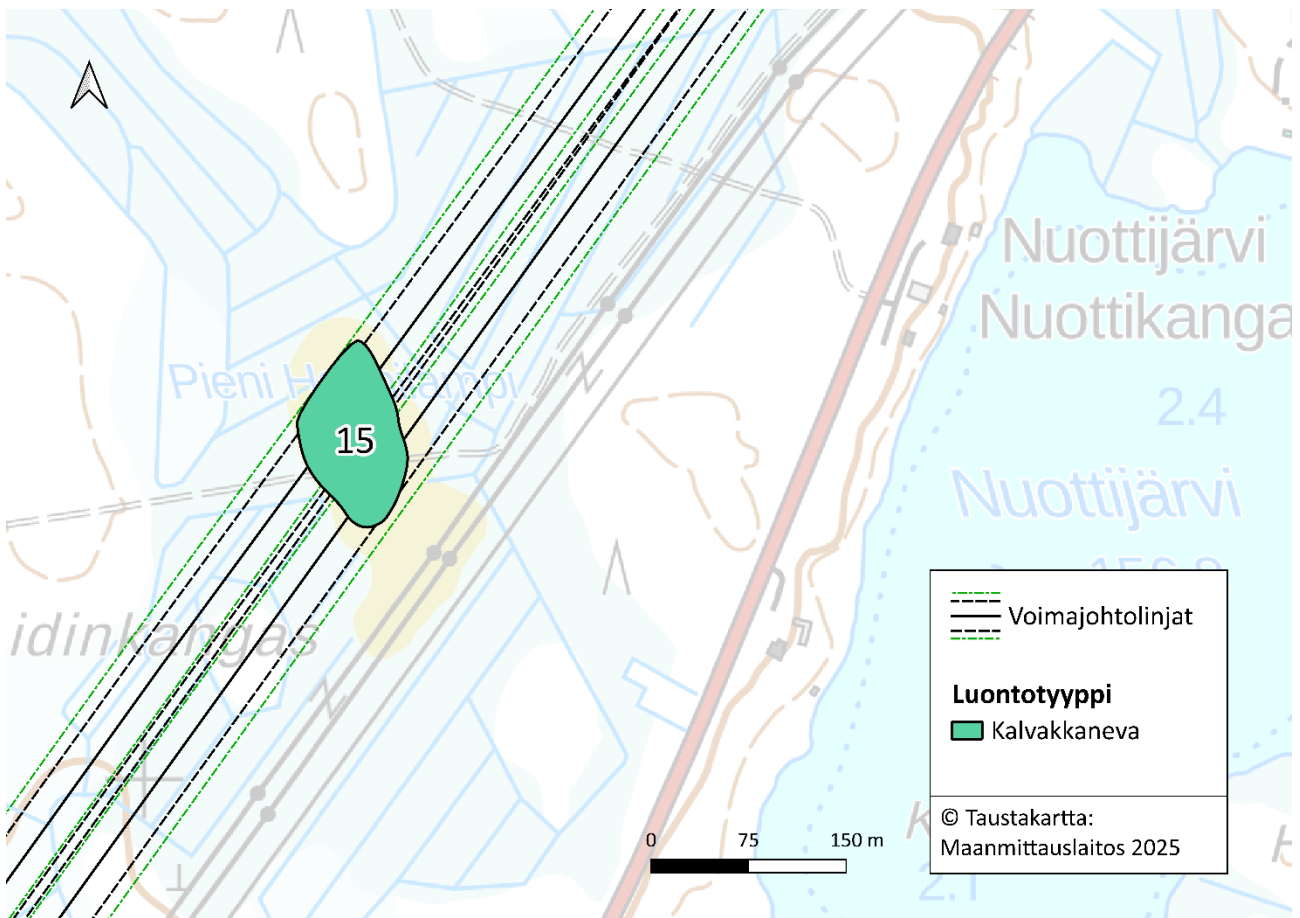 Nuottijärvi
Nuottikanga
Pieni
2.4
15
Nuottijärvi
idinkangas
Voimajohtolinjat
Luontotyyppi
Kalvakkaneva
0 75 150 m
© Taustakartta:
Maanmittauslaitos 2025
2.1